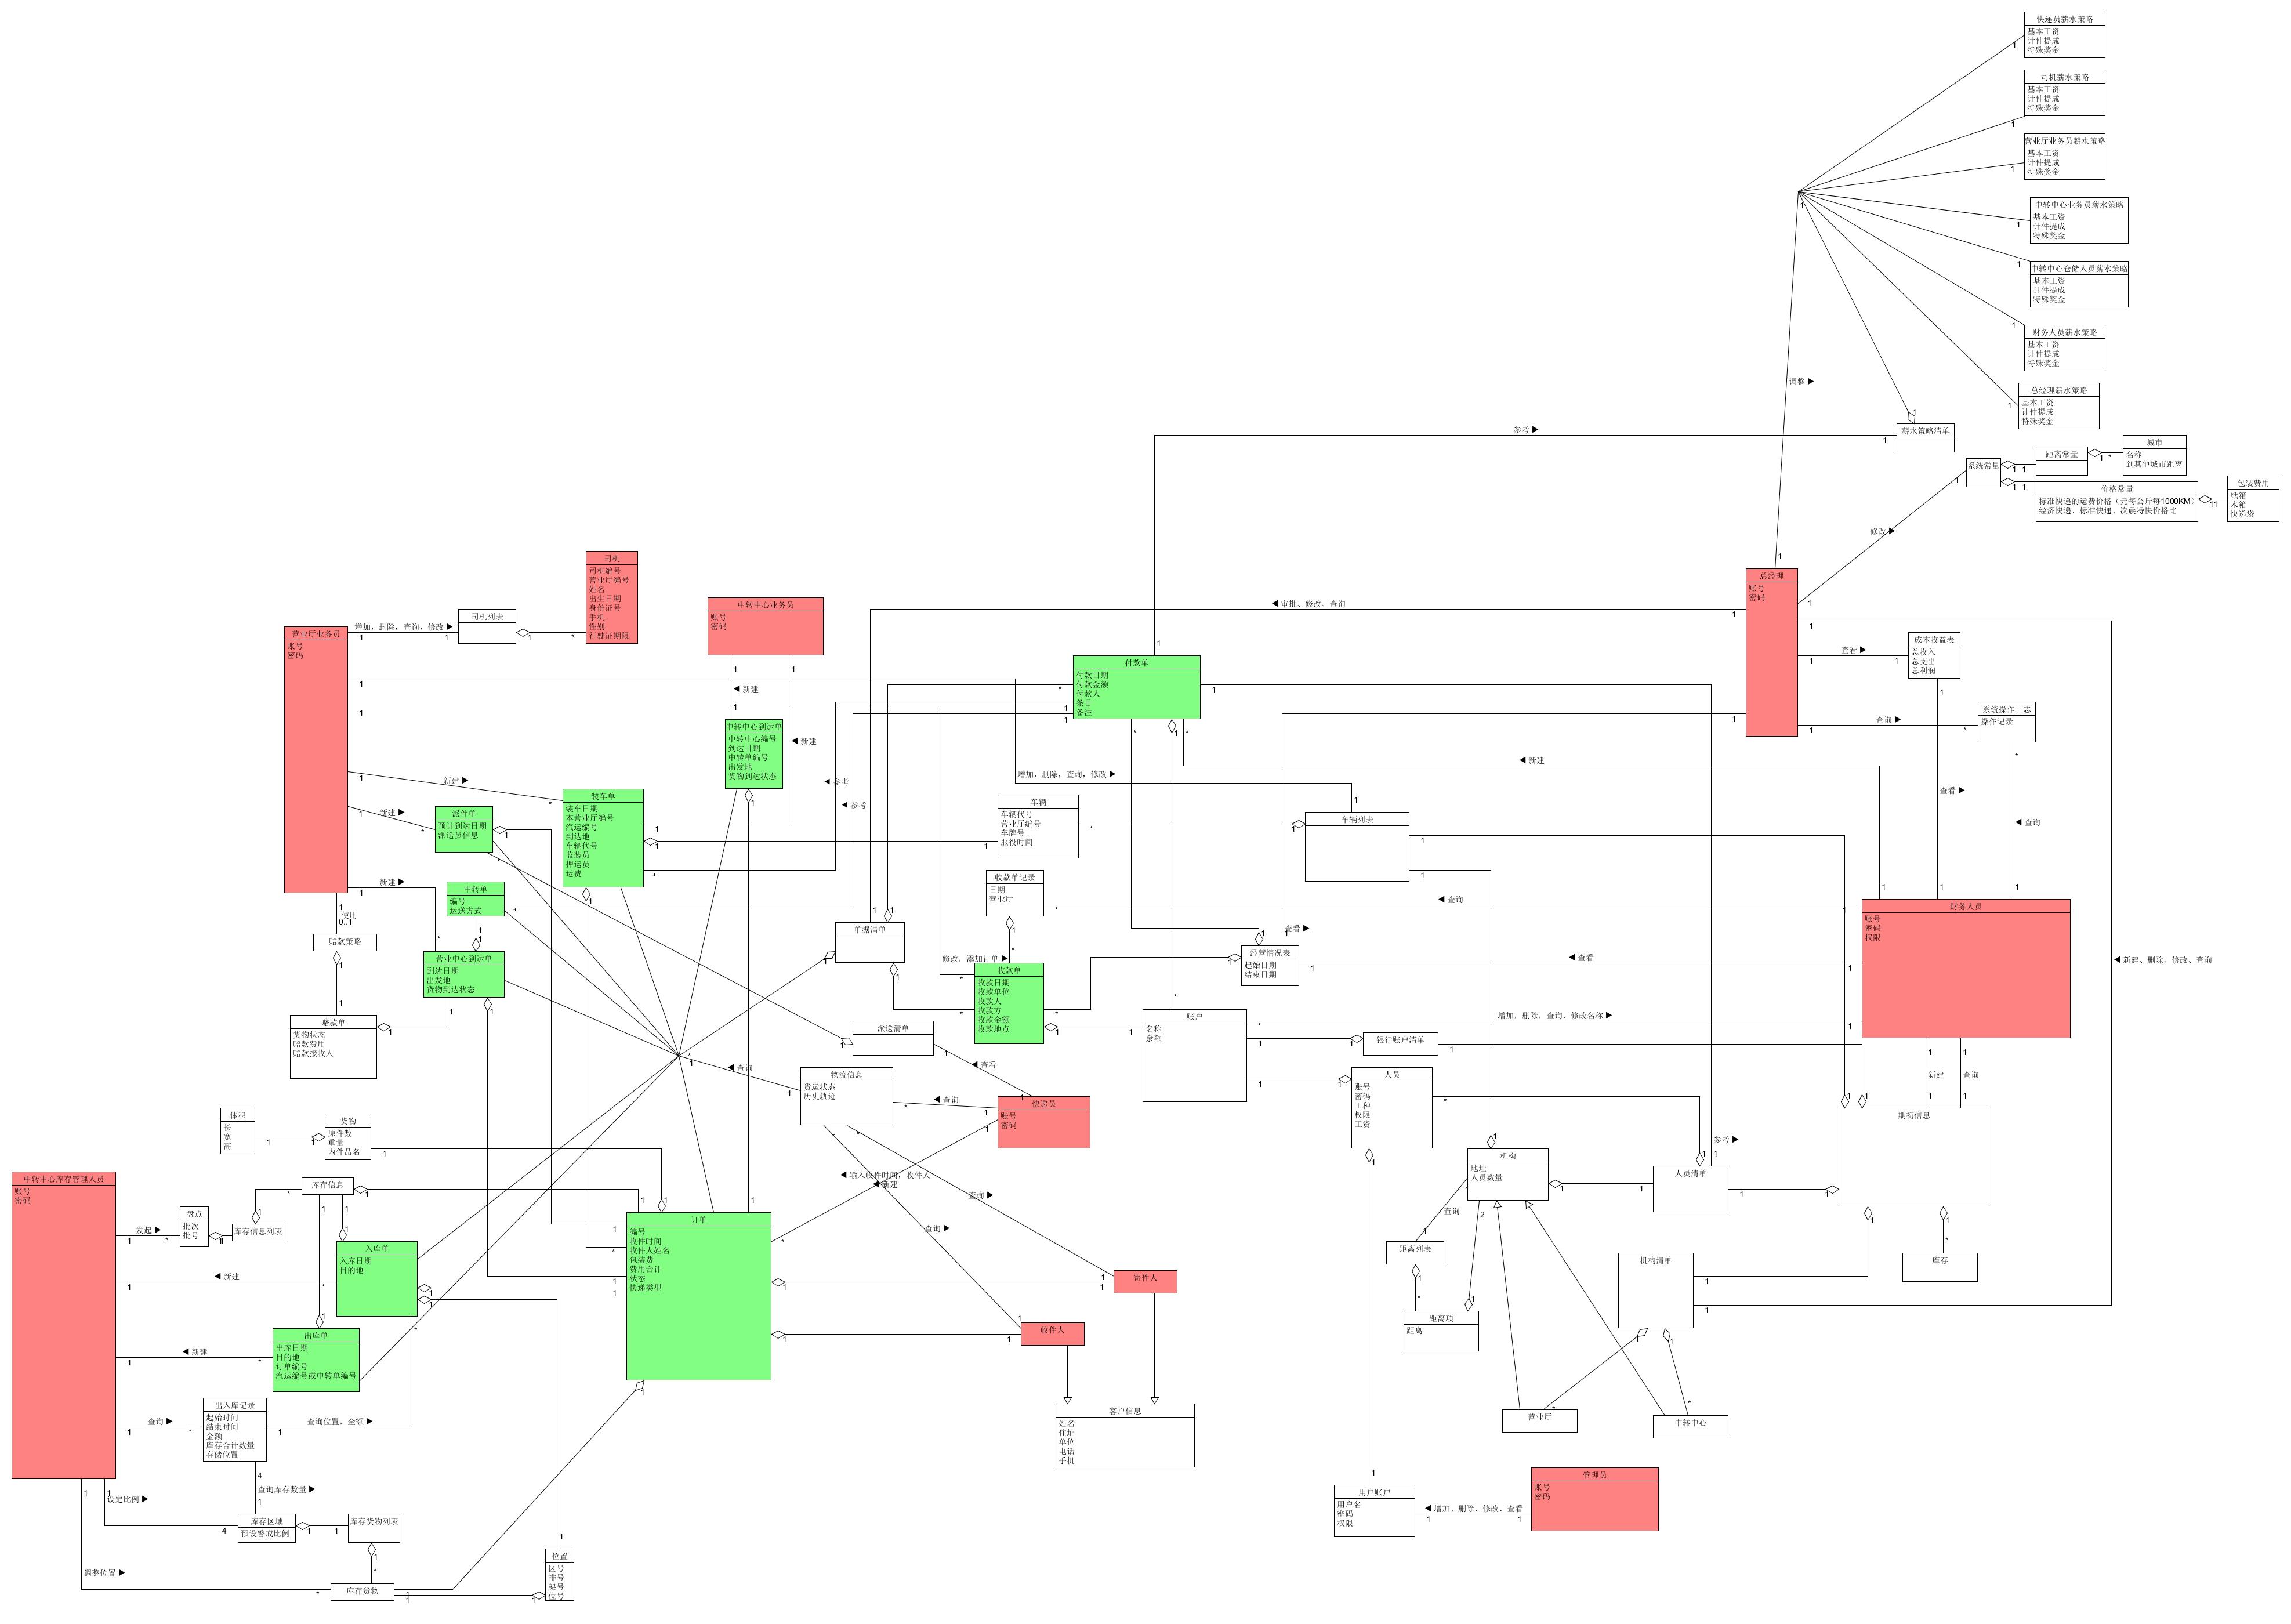 快递员薪水策略
基本工资
计件提成
特殊奖金
1
司机薪水策略
基本工资
计件提成
特殊奖金
1
营业厅业务员薪水策略
基本工资
计件提成
特殊奖金
1
1
中转中心业务员薪水策略
基本工资
计件提成
特殊奖金
1
中转中心仓储人员薪水策略
基本工资
计件提成
特殊奖金
1
财务人员薪水策略
基本工资
计件提成
特殊奖金
1
总经理薪水策略
基本工资
计件提成
特殊奖金
1
调整 ▶
1
薪水策略清单
参考 ▶
1
系统常量
1 1
距离常量
1 *
城市
名称
到其他城市距离
1 1
价格常量
标准快递的运费价格（元每公斤每1000KM）
经济快递、标准快递、次晨特快价格比
11
包装费用
纸箱
木箱
快递袋
1
修改 ▶
1
总经理
账号
密码
1
◀ 审批、修改、查询
1
司机
司机编号
营业厅编号
姓名
出生日期
身份证号
手机
性别
行驶证期限
司机列表
增加，删除，查询，修改 ▶
1 1
1 *
中转中心业务员
账号
密码
营业厅业务员
账号
密码
1
付款单
付款日期
付款金额
付款人
条目
备注
成本收益表
总收入
总支出
总利润
查看 ▶
1 1
系统操作日志
操作记录
查询 ▶
1 *
◀ 新建
中转中心到达单
中转中心编号
到达日期
中转单编号
出发地
货物到达状态
◀ 新建
◀ 参考
◀ 参考
增加，删除，查询，修改 ▶
◀ 新建
查看 ▶
◀ 查询
新建 ▶
装车单
装车日期
本营业厅编号
汽运编号
到达地
车辆代号
监装员
押运员
运费
新建 ▶
派件单
预计到达日期
派送员信息
车辆
车辆代号
营业厅编号
车牌号
服役时间
车辆列表
新建 ▶
中转单
编号
运送方式
收款单记录
日期
营业厅
◀ 查询
财务人员
账号
密码
权限
1
使用
0..1
赔款策略
单据清单
查看 ▶
营业中心到达单
到达日期
出发地
货物到达状态
修改，添加订单 ▶
收款单
收款日期
收款单位
收款人
收款方
收款金额
收款地点
经营情况表
起始日期
结束日期
◀ 查看
◀ 新建、删除、修改、查询
赔款单
货物状态
赔款费用
赔款接收人
派送清单
账户
名称
余额
增加，删除，查询，修改名称 ▶
银行账户清单
◀ 查询
◀ 查看
物流信息
货运状态
历史轨迹
◀ 查询
快递员
账号
密码
人员
账号
密码
工种
权限
工资
新建
查询
期初信息
体积
长
宽
高
货物
原件数
重量
内件品名
参考 ▶
机构
地址
人员数量
人员清单
◀ 输入收件时间，收件人
◀ 新建
查询 ▶
查询 ▶
中转中心库存管理人员
账号
密码
库存信息
盘点
批次
批号
发起 ▶
库存信息列表
订单
编号
收件时间
收件人姓名
包装费
费用合计
状态
快递类型
查询
距离列表
入库单
入库日期
目的地
◀ 新建
寄件人
机构清单
库存
收件人
距离项
距离
出库单
出库日期
目的地
订单编号
汽运编号或中转单编号
◀ 新建
出入库记录
起始时间
结束时间
金额
库存合计数量
存储位置
查询 ▶
查询位置，金额 ▶
客户信息
姓名
住址
单位
电话
手机
营业厅
中转中心
4
查询库存数量 ▶
1
设定比例 ▶
4
库存区域
预设警戒比例
库存货物列表
用户账户
用户名
密码
权限
◀ 增加、删除、修改、查看
1 1
管理员
账号
密码
调整位置 ▶
库存货物
位置
区号
排号
架号
位号